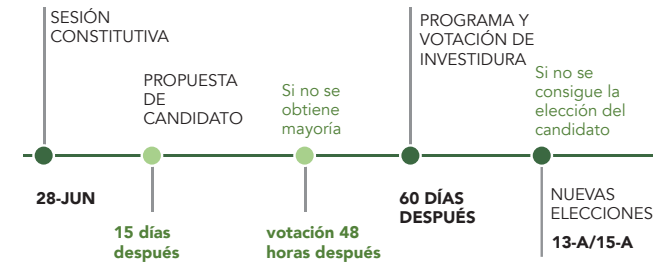 SESIÓN
CONSTITUTIVA
28-JUN
PROPUESTA
DE
CANDIDATO
15 días
después
Si no se
obtiene
mayoría
votación 48
horas después
PROGRAMA Y
VOTACIÓN DE
INVESTIDURA
60 DÍAS
DESPUÉS
Si no se
consigue la
elección del
candidato
NUEVAS
ELECCIONES
13-A/15-A